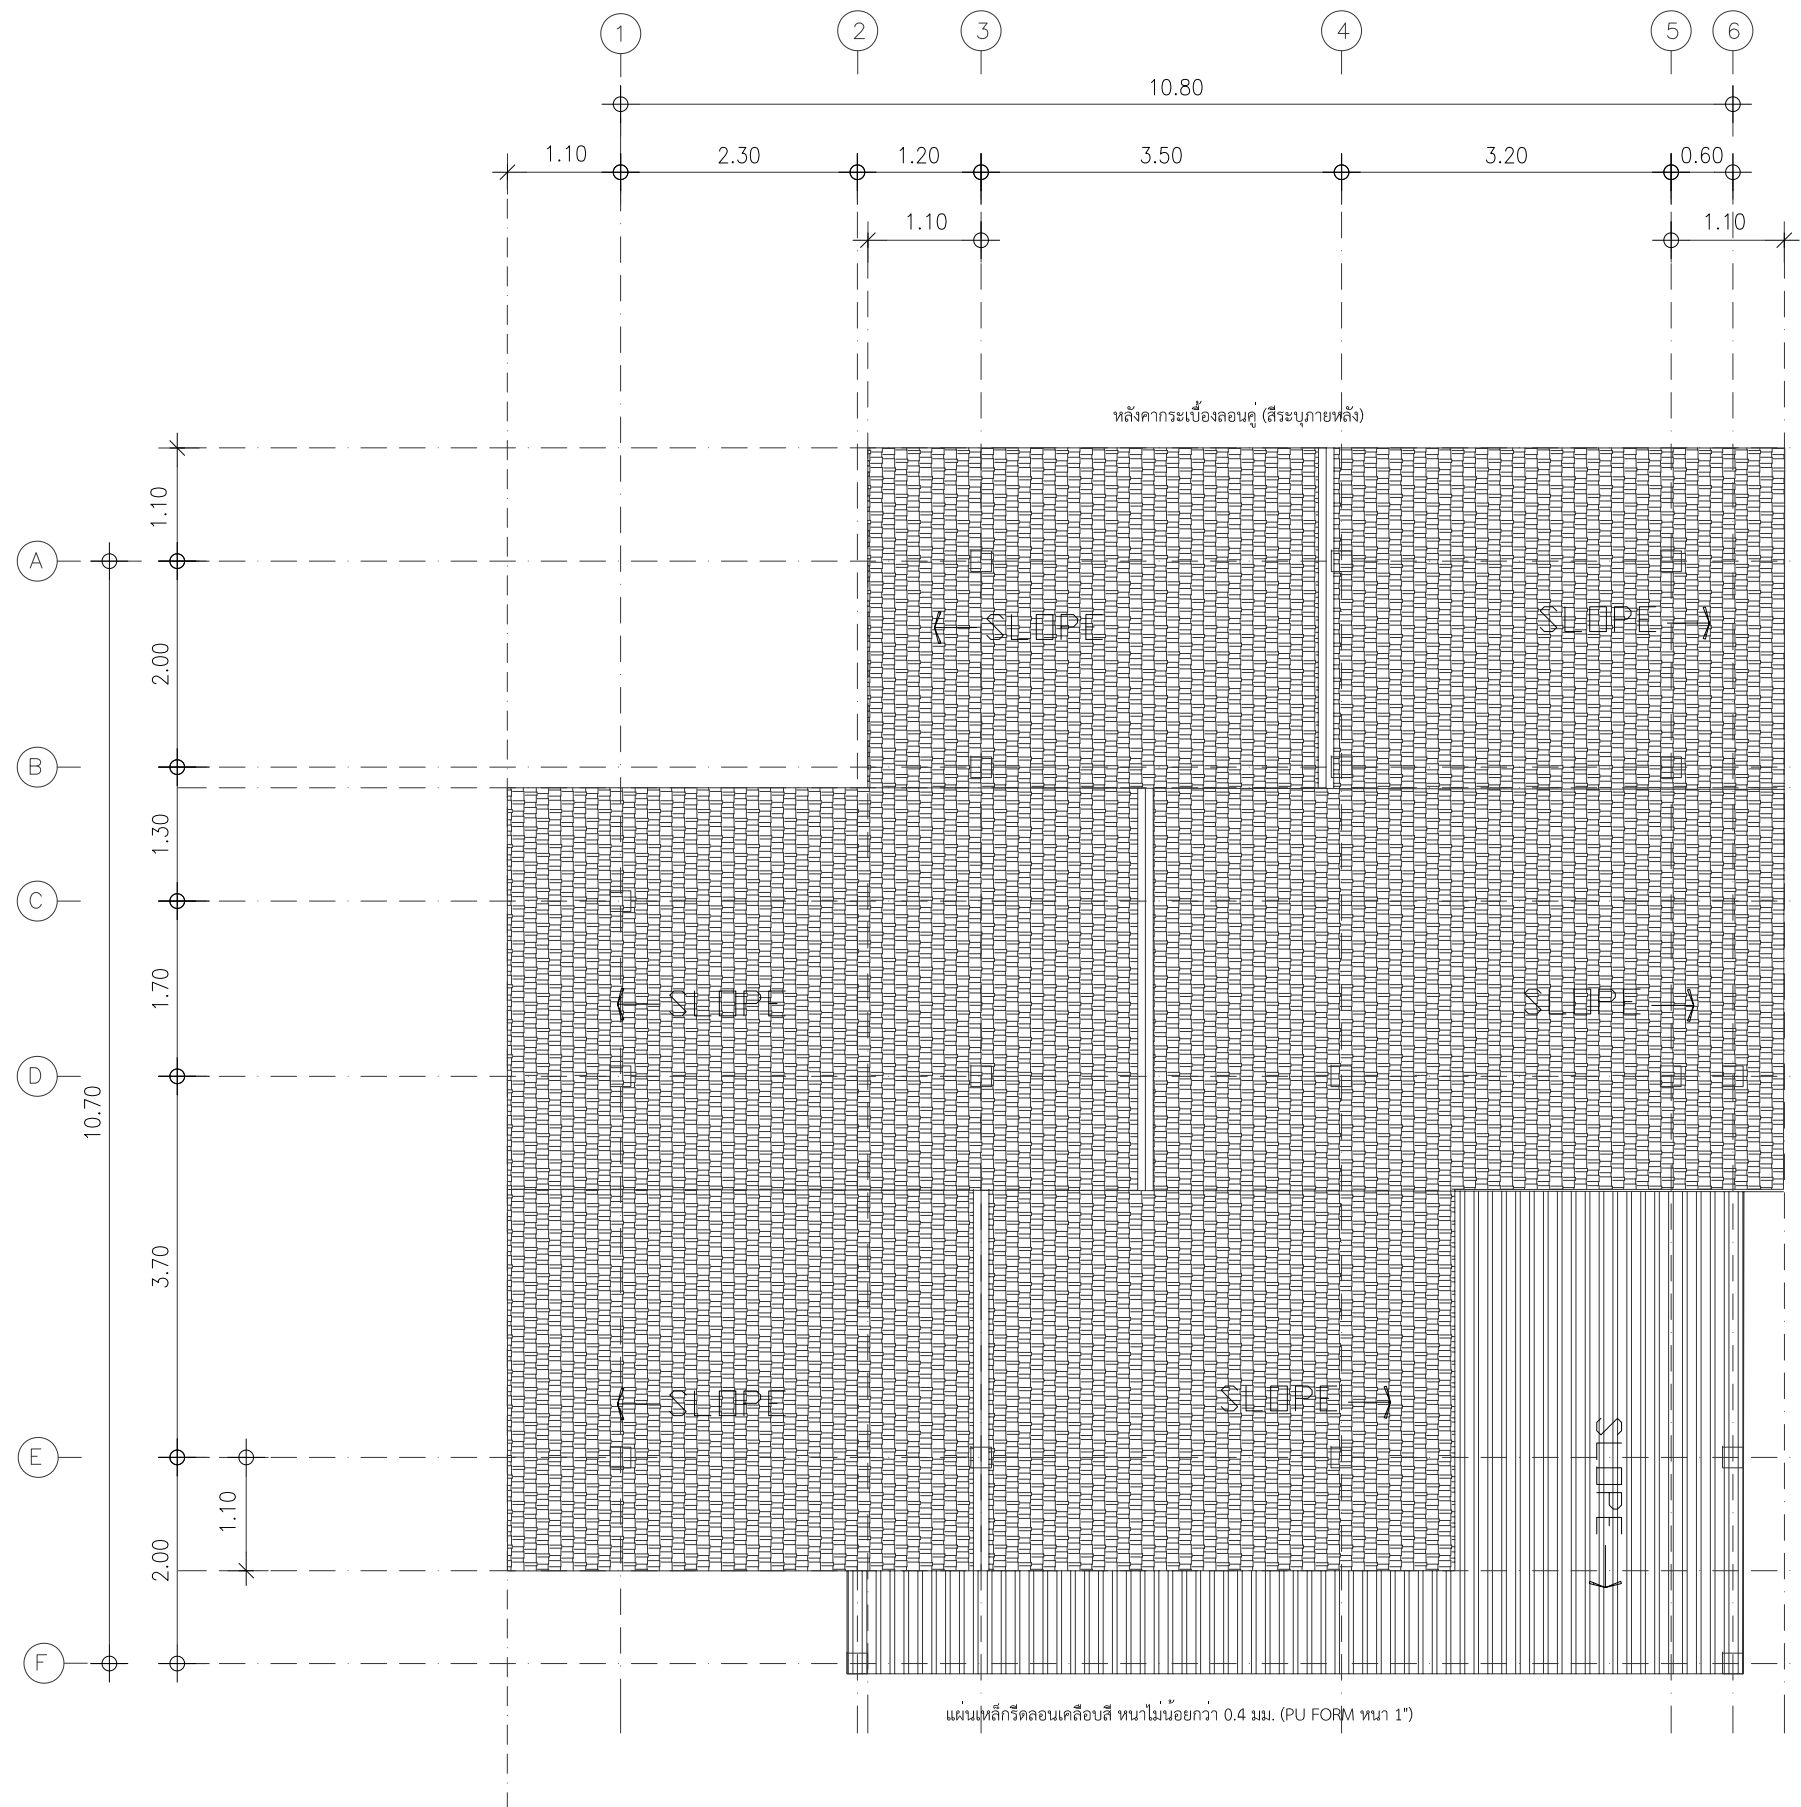 1 2 3 4 5 6
10.80
1.10 2.30 1.20 3.50 3.20 0.60
1.10 1.10
หลังคากระเบื้องลอนคู่ (สีระบุภายหลัง)
1.10
A
SLOPE SLOPE
2.00
B
1.30
C
1.70
SLOPE SLOPE
D
10.70
3.70
SLOPE SLOPE
SLOPE
E
1.10
2.00
F
แผ่นเหล็กรีดลอนเคลือบสี หนาไม่น้อยกว่า 0.4 มม. (PU FORM หนา 1")